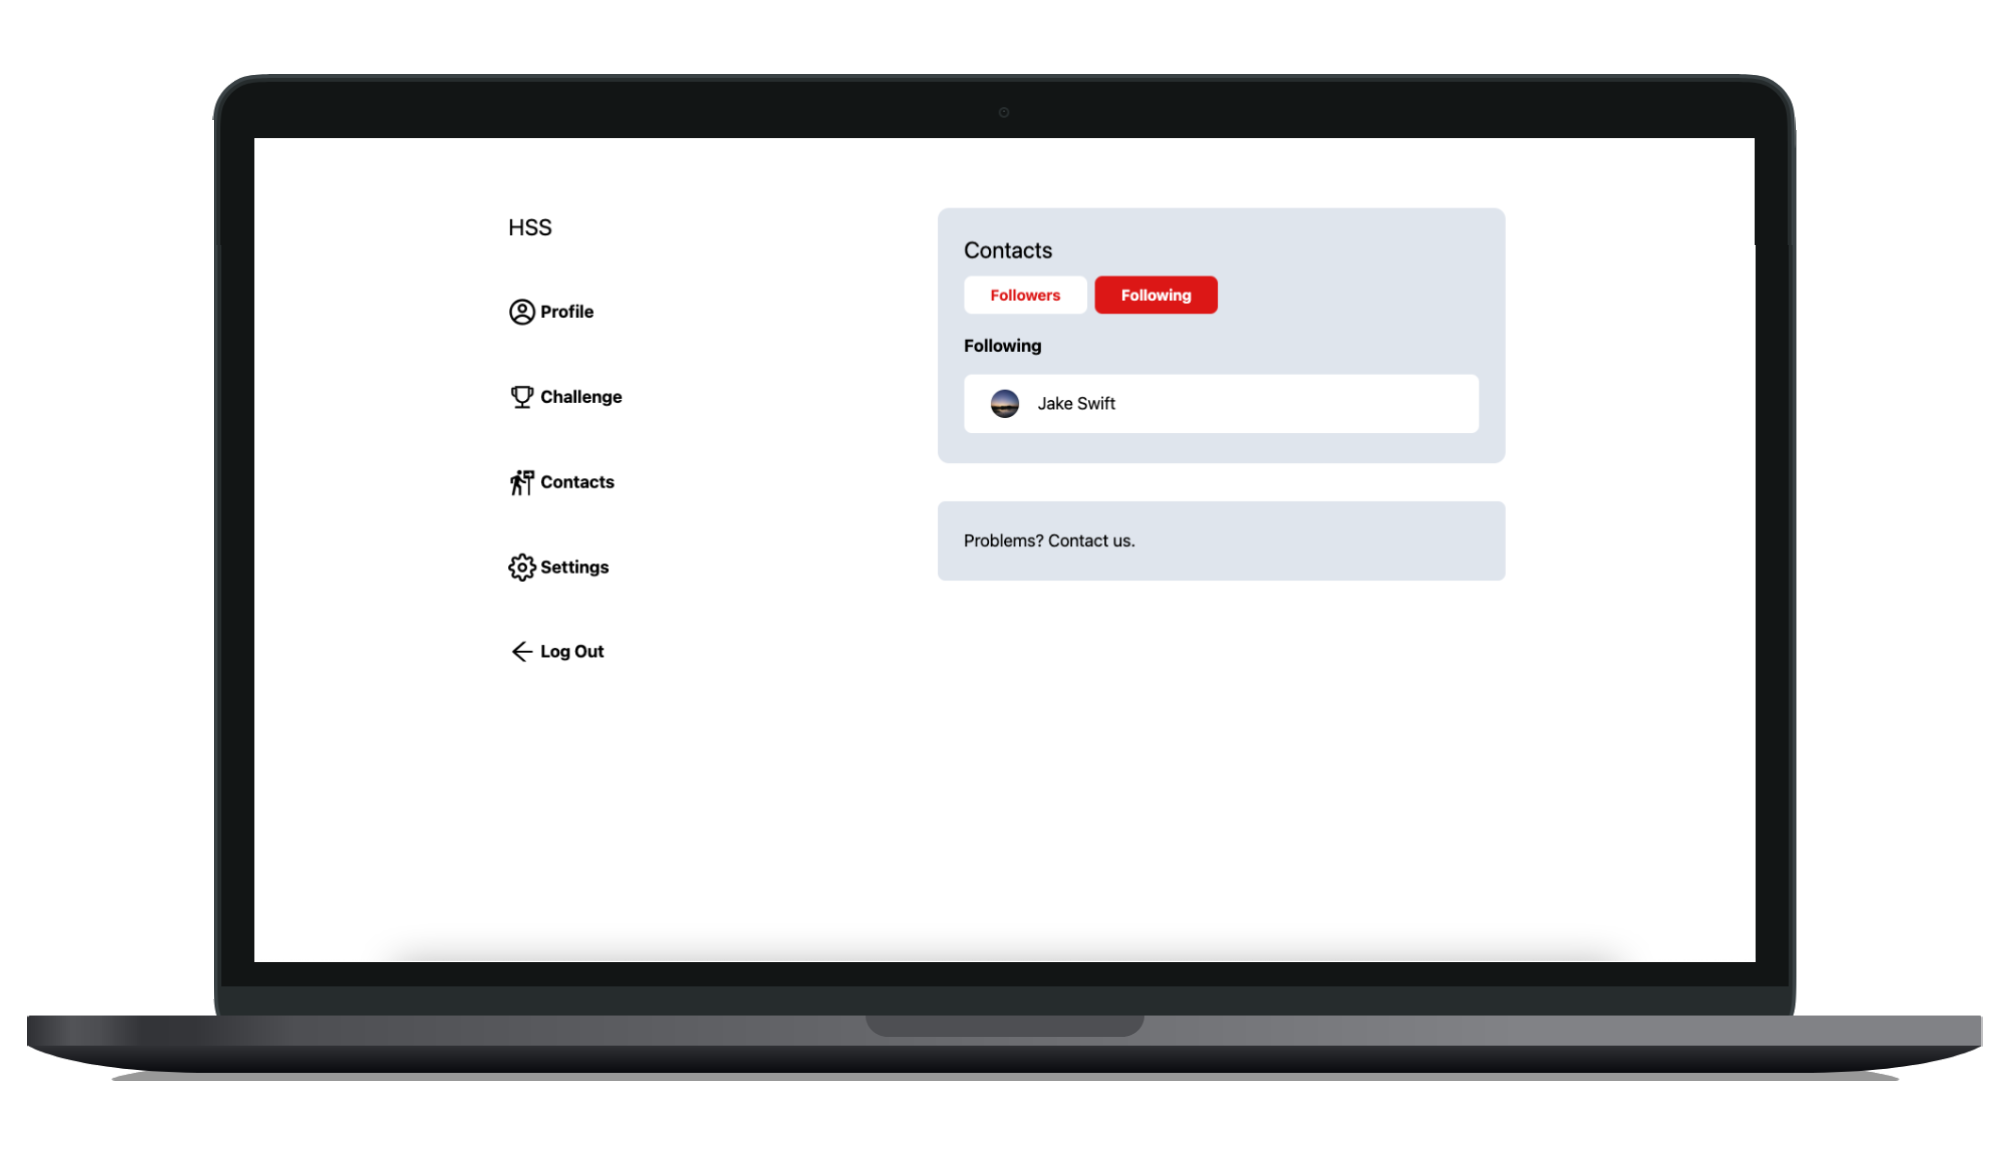 HSS
Profile
Challenge
Contacts
Settings
Log Out
Contacts
Followers Following
Following
Jake Swift
Problems? Contact us.